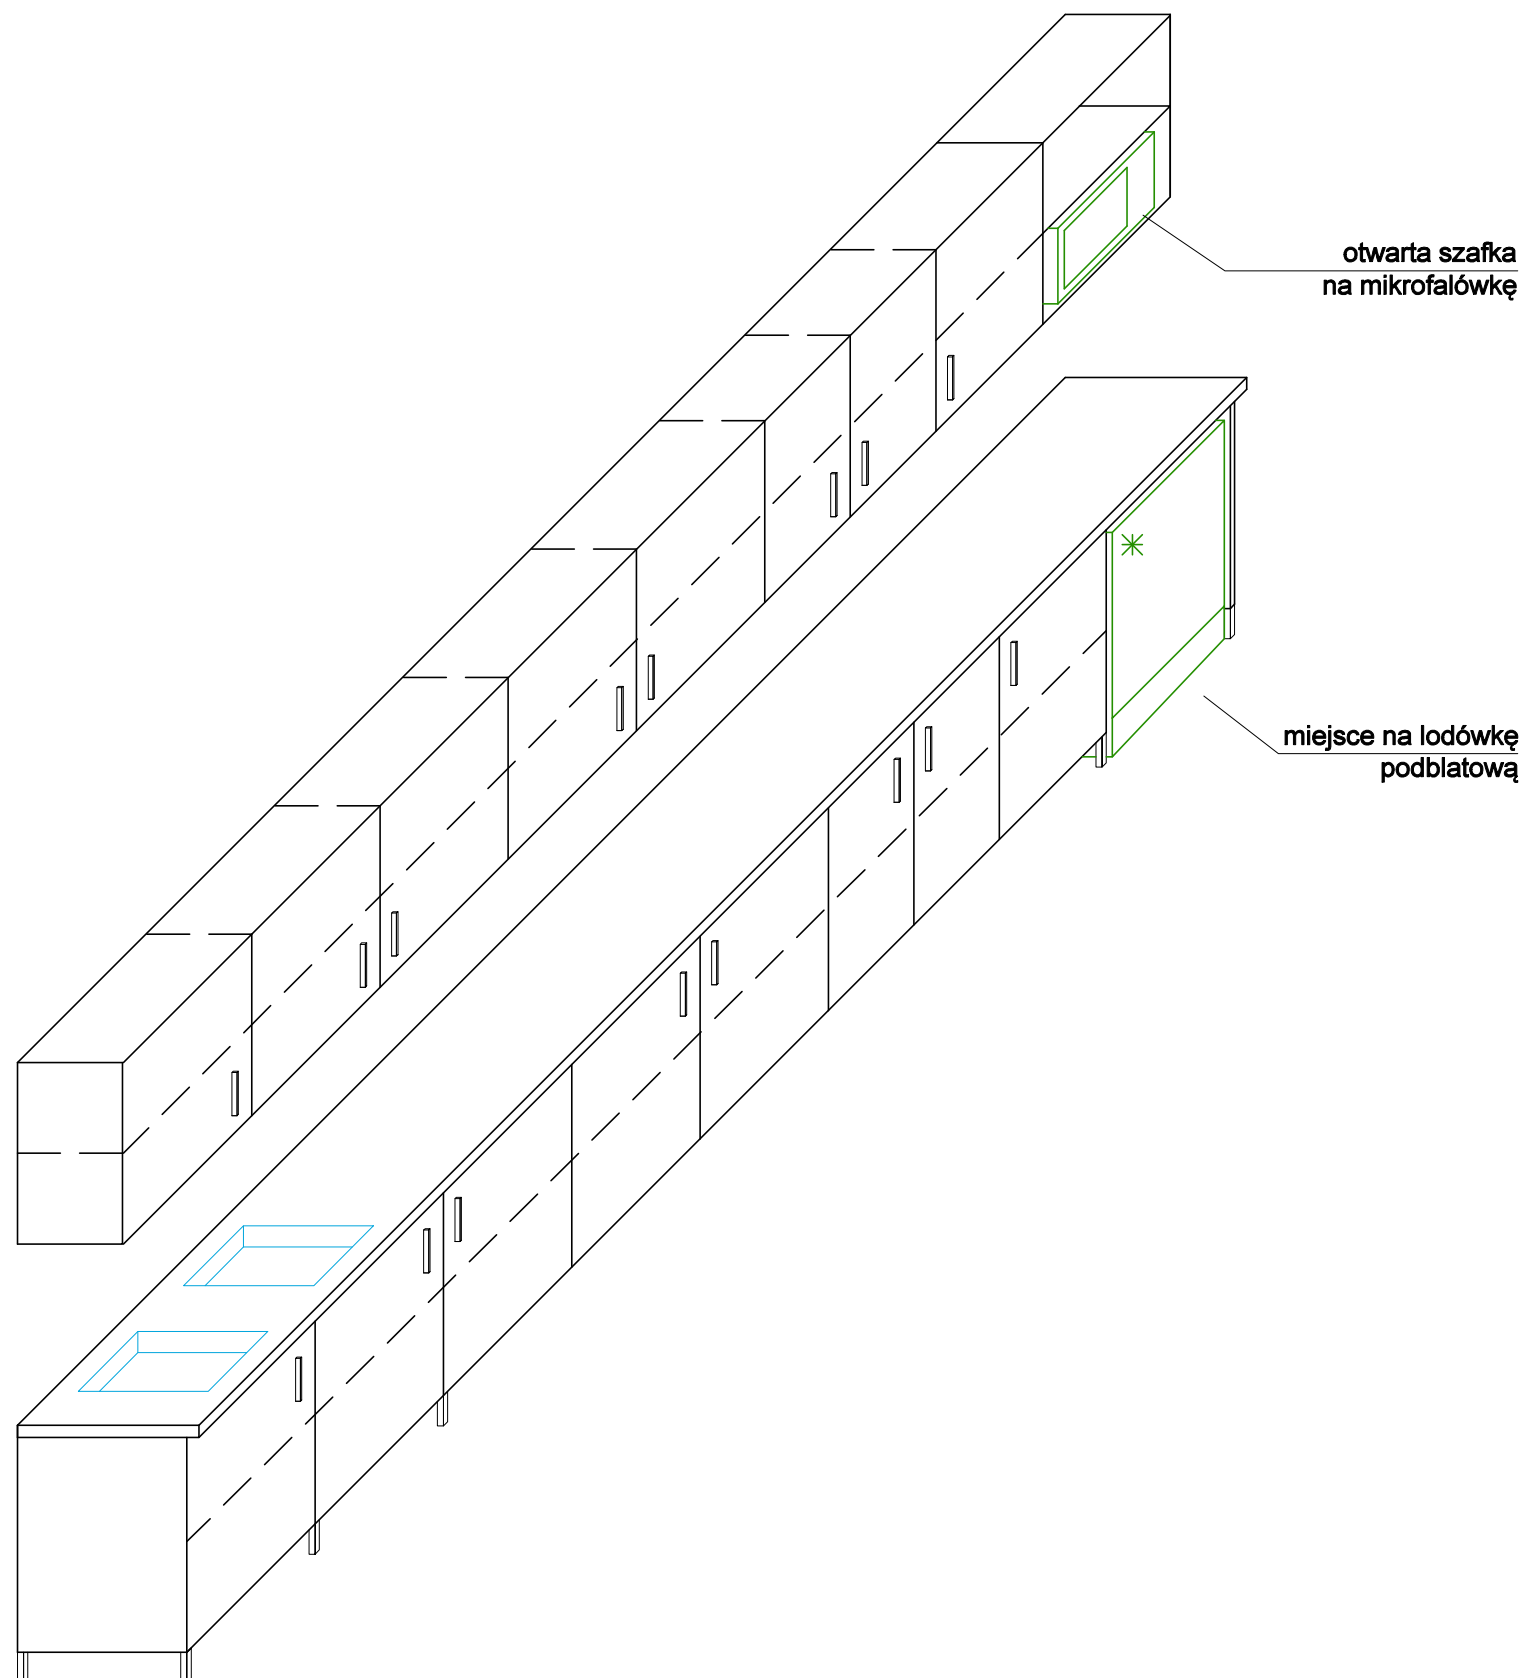 otwarta szafka
na mikrofalówkę
miejsce na lodówkę
podblatową